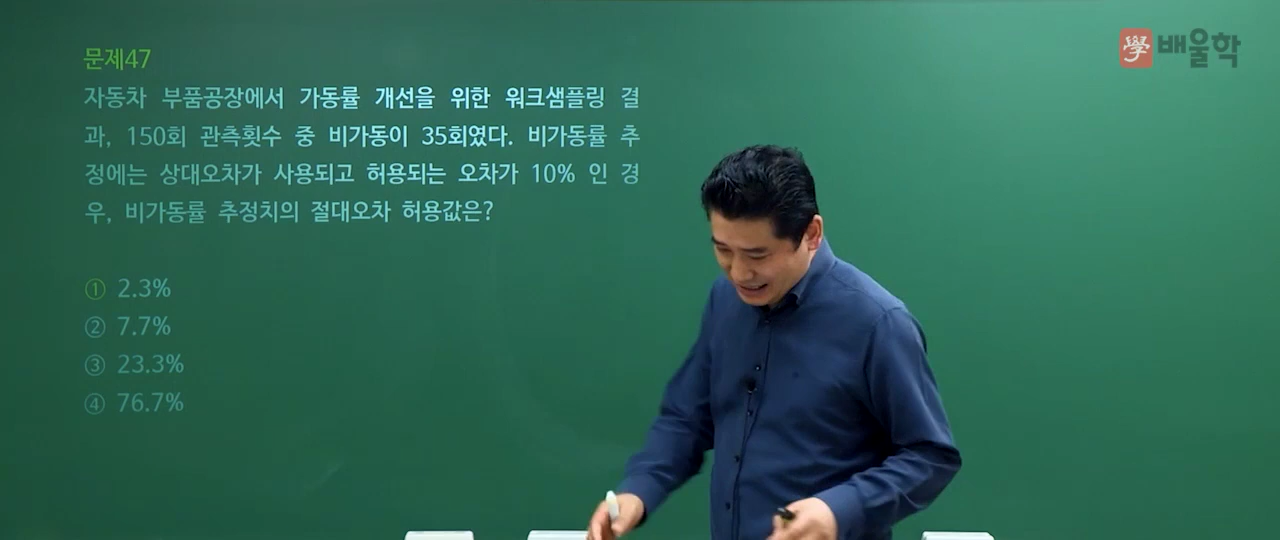 學 배울학
문제47
자동차 부품공장에서 가동률 개선을 위한 워크샘플링 결
과, 150회 관측횟수 중 비가동이 35회였다. 비가동률 추
정에는 상대오차가 사용되고 허용되는 오차가 10% 인 경
우, 비가동률 추정치의 절대오차 허용값은?
① 2.3%
② 7.7%
③ 23.3%
④ 76.7%